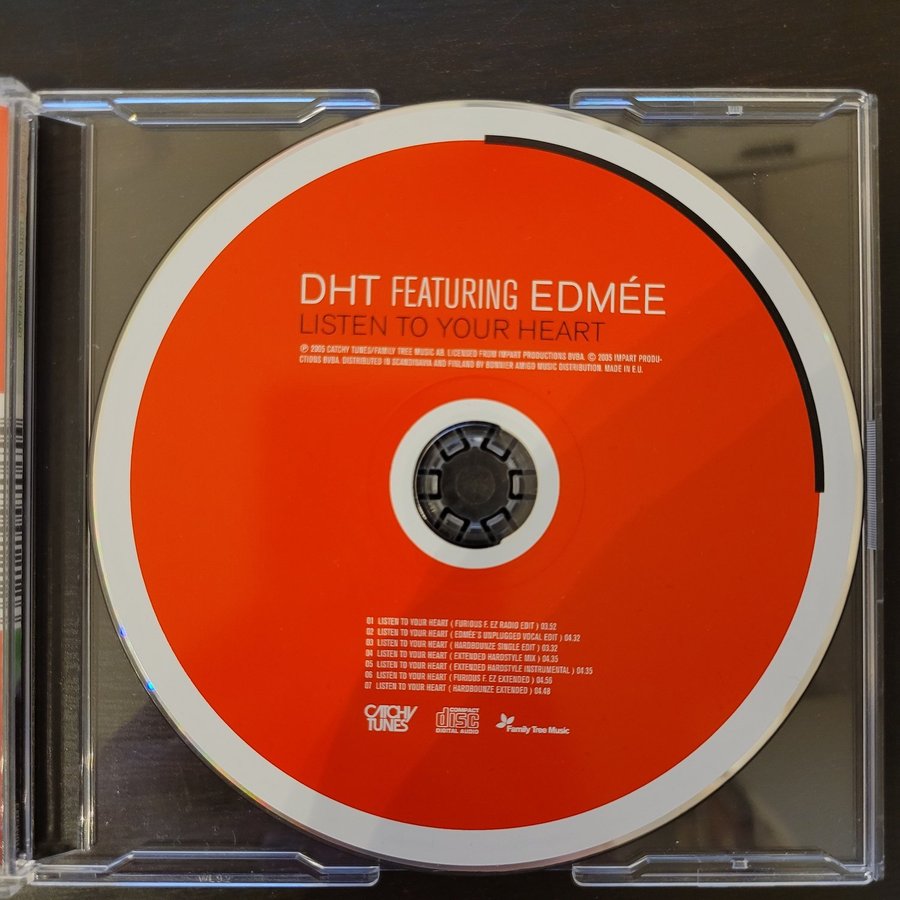 DHT FEATURING EDMÉE
LISTEN TO YOUR HEART
℗ 2005 CATCHY TUNES/FAMILY TREE MUSIC AB. LICENSED FROM IMPART PRODUCTIONS BVBA. © 2005 IMPART PRODU-
CTIONS BVBA. DISTRIBUTED IN SCANDINAVIA AND FINLAND BY BONNIER AMIGO MUSIC DISTRIBUTION. MADE IN E.U.
01 LISTEN TO YOUR HEART ( FURIOUS F. EZ RADIO EDIT ) 03.52
02 LISTEN TO YOUR HEART ( EDMÉE'S UNPLUGGED VOCAL EDIT ) 04.32
03 LISTEN TO YOUR HEART ( HARDBOUNZE SINGLE EDIT ) 03.32
04 LISTEN TO YOUR HEART ( EXTENDED HARDSTYLE MIX ) 04.35
05 LISTEN TO YOUR HEART ( EXTENDED HARDSTYLE INSTRUMENTAL ) 04.35
06 LISTEN TO YOUR HEART ( FURIOUS F. EZ EXTENDED ) 04.56
07 LISTEN TO YOUR HEART ( HARDBOUNZE EXTENDED ) 04.48
CATCHY
TUNES
COMPACT
disc
DIGITAL AUDIO
Family Tree Music
LISTEN TO YOUR HEART